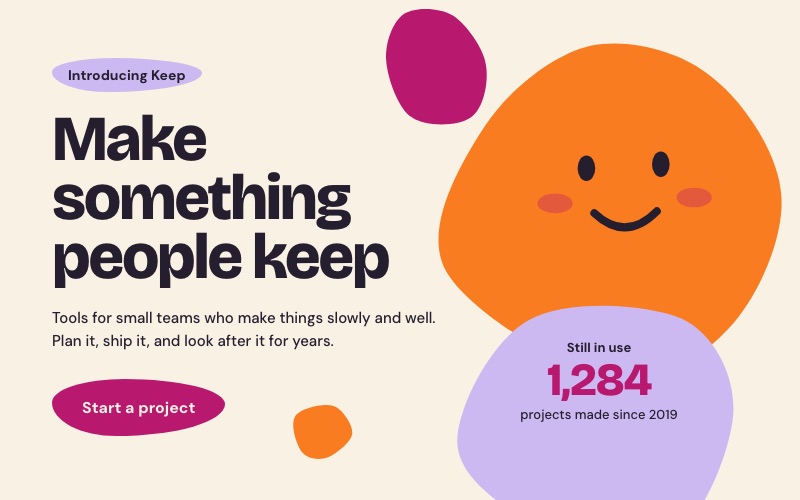 Introducing Keep
Make
something
people keep
Tools for small teams who make things slowly and well.
Plan it, ship it, and look after it for years.
Start a project
Still in use
1,284
projects made since 2019